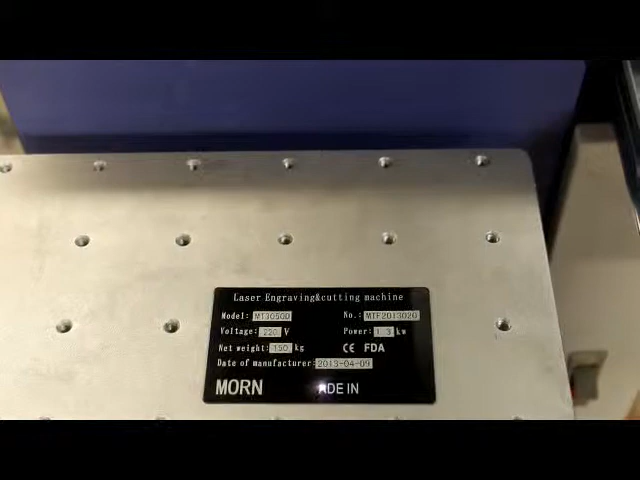 Laser Engraving&cutting machine
Model: MT3050D No.: MTF2013020
Voltage: 220 V Power: 1.3 kw
Net weight: 150 kg CE FDA
Date of manufacturer: 2013-04-09
MORN ADE IN